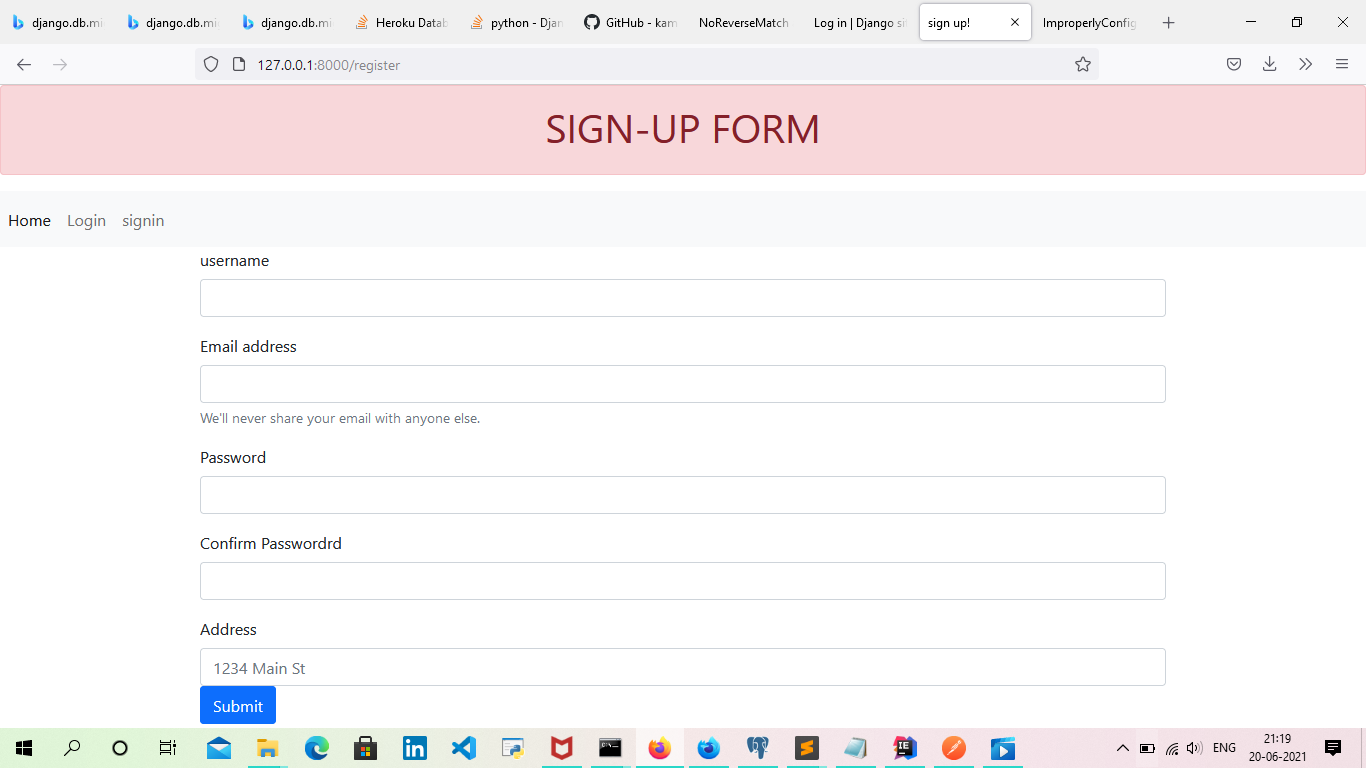 django.db.mi
django.db.mi
django.db.mi
Heroku Datab
python - Djan
GitHub - kam
NoReverseMatch
Log in | Django si
sign up!
ImproperlyConfig
127.0.0.1:8000/register
SIGN-UP FORM
Home Login signin
username
Email address
We'll never share your email with anyone else.
Password
Confirm Passwordrd
Address
1234 Main St
Submit
ENG
21:19
20-06-2021